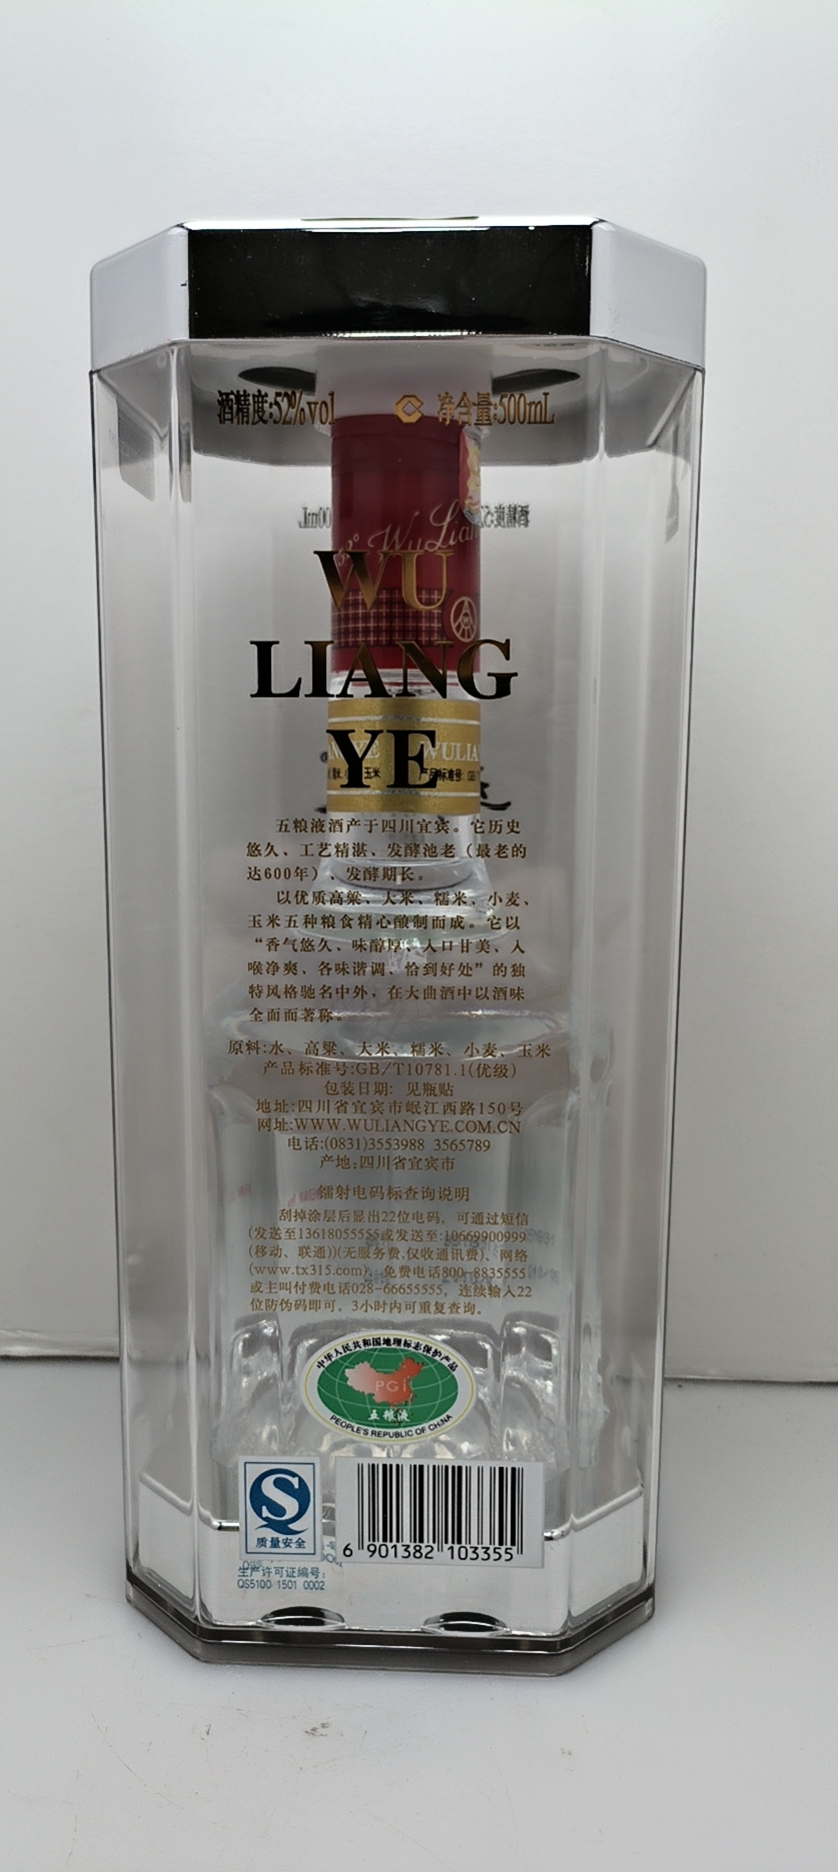 酒精度:52%vol 净含量:500mL
52° WuLian
WU
LIANG
YE
WULIA
玉米 产品标准号:
五粮液酒产于四川宜宾。它历史
悠久、工艺精湛、发酵池老（最老的
达600年）、发酵期长。
以优质高粱、大米、糯米、小麦、
玉米五种粮食精心酿制而成。它以
“香气悠久、味醇厚、入口甘美、入
喉净爽、各味谐调、恰到好处”的独
特风格驰名中外，在大曲酒中以酒味
全面而著称。
原料:水、高粱、大米、糯米、小麦、玉米
产品标准号:GB/T10781.1(优级)
包装日期: 见瓶贴
地址:四川省宜宾市岷江西路150号
网址:WWW.WULIANGYE.COM.CN
电话:(0831)3553988 3565789
产地:四川省宜宾市
镭射电码标查询说明
刮掉涂层后显出22位电码，可通过短信
(发送至13618055555或发送至:10669900999
(移动、联通))(无服务费,仅收通讯费)、网络
(www.tx315.com)、免费电话800-8835555
或主叫付费电话028-66655555，连续输入22
位防伪码即可。3小时内可重复查询。
中华人民共和国地理标志保护产品
PGI
五粮液
PEOPLE'S REPUBLIC OF CHINA
质量安全
6 901382 103355
生产许可证编号:
QS5100 1501 0002